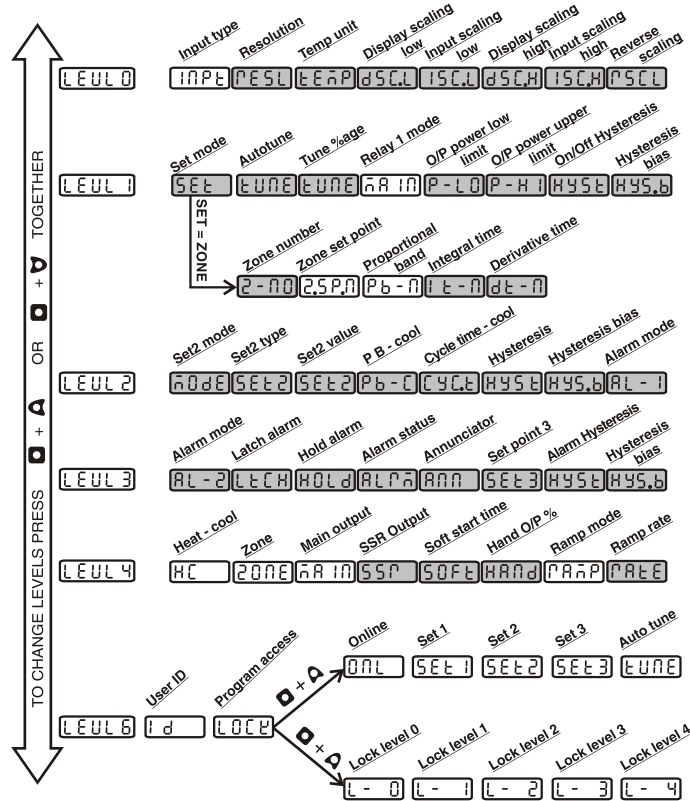 Input type
Resolution
Temp unit
Display scaling low
Input scaling low
Display scaling high
Input scaling high
Reverse scaling
LEVL 0
INPt
rESL
tEmP
dSC.L
ISC.L
dSC.H
ISC.H
rSCL
Set mode
Autotune
Tune %age
Relay 1 mode
O/P power low limit
O/P power upper limit
On/Off Hysteresis
Hysteresis bias
LEVL 1
SEt
tUNE
tUNE
mA IN
P-LO
P-HI
HYSt
HYS.b
SET = ZONE
Zone number
Zone set point
Proportional band
Integral time
Derivative time
2-NO
2.SP.N
Pb-N
It-N
dt-N
Set2 mode
Set2 type
Set2 value
P B - cool
Cycle time - cool
Hysteresis
Hysteresis bias
Alarm mode
LEVL 2
mOdE
SEt2
SEt2
Pb-C
CYC.t
HYSt
HYS.b
AL-1
Alarm mode
Latch alarm
Hold alarm
Alarm status
Annunciator
Set point 3
Alarm Hysteresis
Hysteresis bias
LEVL 3
AL-2
LtCH
HOLd
ALrm
ANN
SEt3
HYSt
HYS.b
Heat - cool
Zone
Main output
SSR Output
Soft start time
Hand O/P %
Ramp mode
Ramp rate
LEVL 4
HC
2ONE
mA IN
SSr
SOFt
HANd
rAmP
rAtE
User ID
Program access
LEVL 6
Id
LOCK
+
Online
Set 1
Set 2
Set 3
Auto tune
ONL
SEt1
SEt2
SEt3
tUNE
+
Lock level 0
Lock level 1
Lock level 2
Lock level 3
Lock level 4
L- 0
L- 1
L- 2
L- 3
L- 4
TO CHANGE LEVELS PRESS + OR + TOGETHER